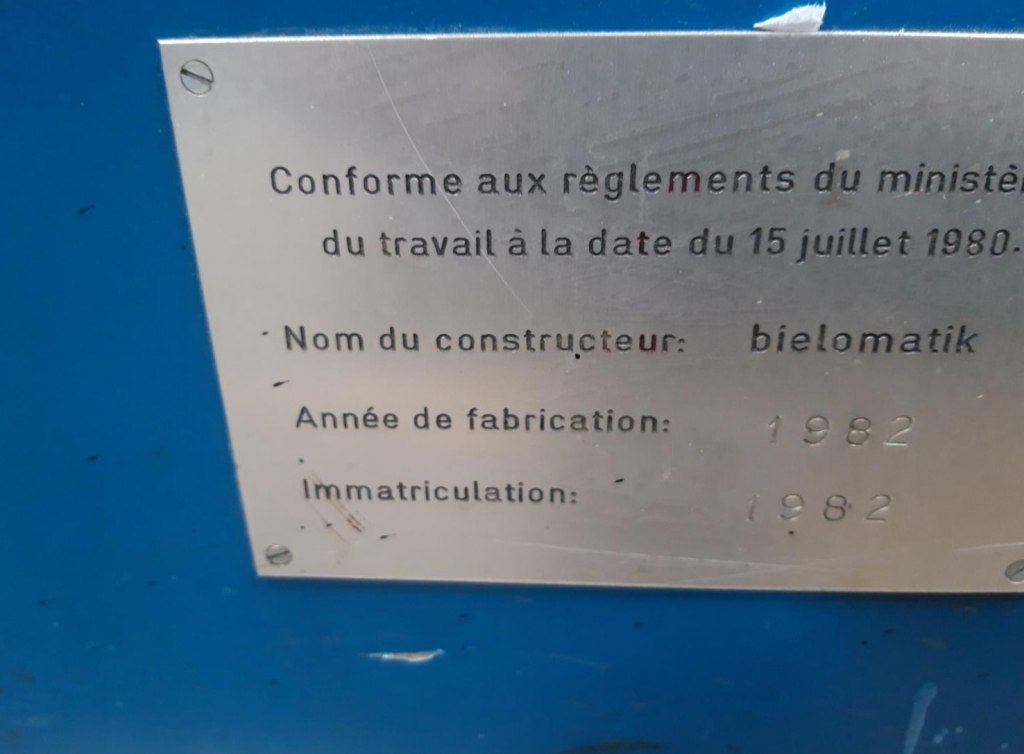 Conforme aux règlements du ministè
du travail à la date du 15 juillet 1980.
Nom du constructeur: bielomatik
Année de fabrication: 1982
Immatriculation: 1982